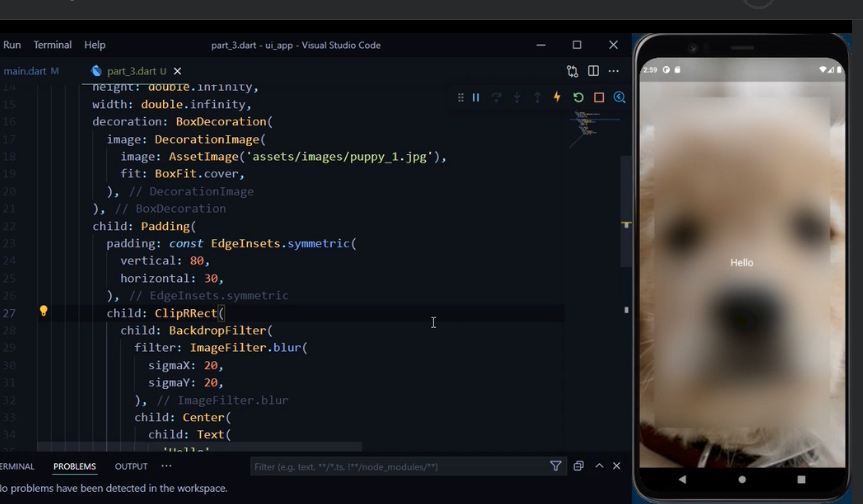 Run Terminal Help part_3.dart - ui_app - Visual Studio Code
main.dart M part_3.dart U
14 height: double.infinity,
15 width: double.infinity,
16 decoration: BoxDecoration(
17 image: DecorationImage(
18 image: AssetImage('assets/images/puppy_1.jpg'),
19 fit: BoxFit.cover,
20 ), // DecorationImage
21 ), // BoxDecoration
22 child: Padding(
23 padding: const EdgeInsets.symmetric(
24 vertical: 80,
25 horizontal: 30,
26 ), // EdgeInsets.symmetric
27 child: ClipRRect(
28 child: BackdropFilter(
29 filter: ImageFilter.blur(
30 sigmaX: 20,
31 sigmaY: 20,
32 ), // ImageFilter.blur
33 child: Center(
34 child: Text(
'Hello'
ERMINAL PROBLEMS OUTPUT ··· Filter (e.g. text, **/*.ts, !**/node_modules/**)
No problems have been detected in the workspace.
2:59
Hello